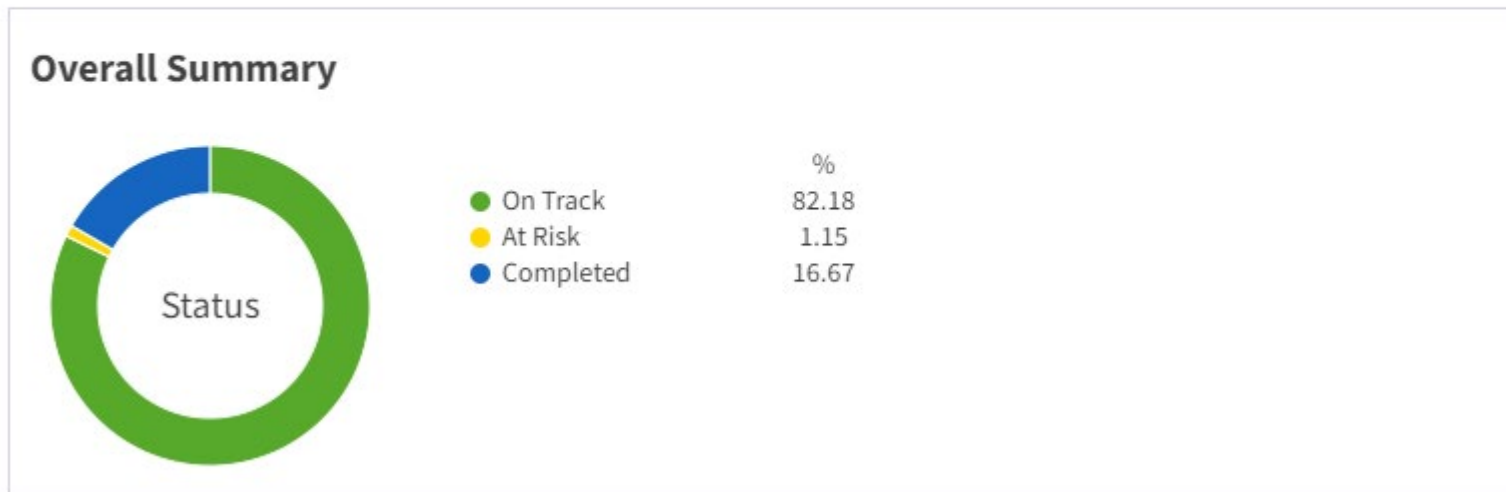 Overall Summary
Status
%
On Track 82.18
At Risk 1.15
Completed 16.67